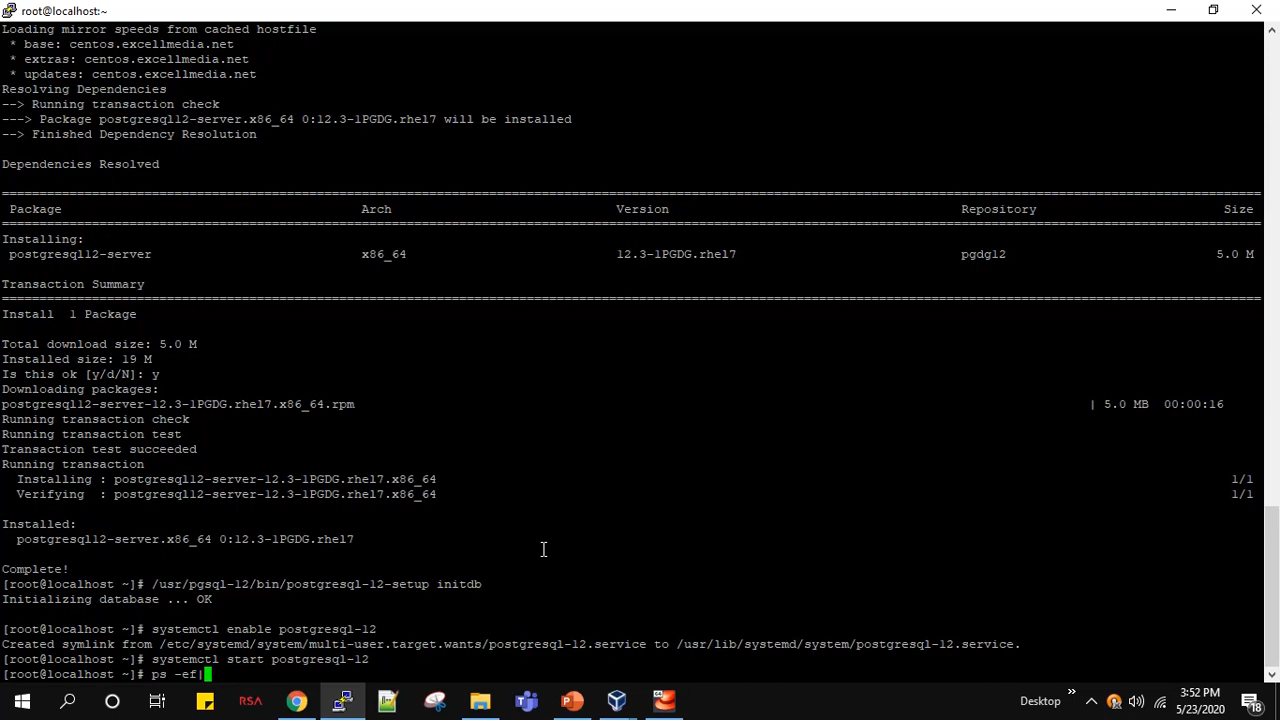 root@localhost:~
Loading mirror speeds from cached hostfile
* base: centos.excellmedia.net
* extras: centos.excellmedia.net
* updates: centos.excellmedia.net
Resolving Dependencies
--> Running transaction check
---> Package postgresql12-server.x86_64 0:12.3-1PGDG.rhel7 will be installed
--> Finished Dependency Resolution
Dependencies Resolved
================================================================================
Package Arch Version Repository Size
================================================================================
Installing:
postgresql12-server x86_64 12.3-1PGDG.rhel7 pgdg12 5.0 M
Transaction Summary
================================================================================
Install 1 Package
Total download size: 5.0 M
Installed size: 19 M
Is this ok [y/d/N]: y
Downloading packages:
postgresql12-server-12.3-1PGDG.rhel7.x86_64.rpm | 5.0 MB 00:00:16
Running transaction check
Running transaction test
Transaction test succeeded
Running transaction
Installing : postgresql12-server-12.3-1PGDG.rhel7.x86_64 1/1
Verifying : postgresql12-server-12.3-1PGDG.rhel7.x86_64 1/1
Installed:
postgresql12-server.x86_64 0:12.3-1PGDG.rhel7
Complete!
[root@localhost ~]# /usr/pgsql-12/bin/postgresql-12-setup initdb
Initializing database ... OK
[root@localhost ~]# systemctl enable postgresql-12
Created symlink from /etc/systemd/system/multi-user.target.wants/postgresql-12.service to /usr/lib/systemd/system/postgresql-12.service.
[root@localhost ~]# systemctl start postgresql-12
[root@localhost ~]# ps -ef|
RSA
Desktop
3:52 PM
5/23/2020
18